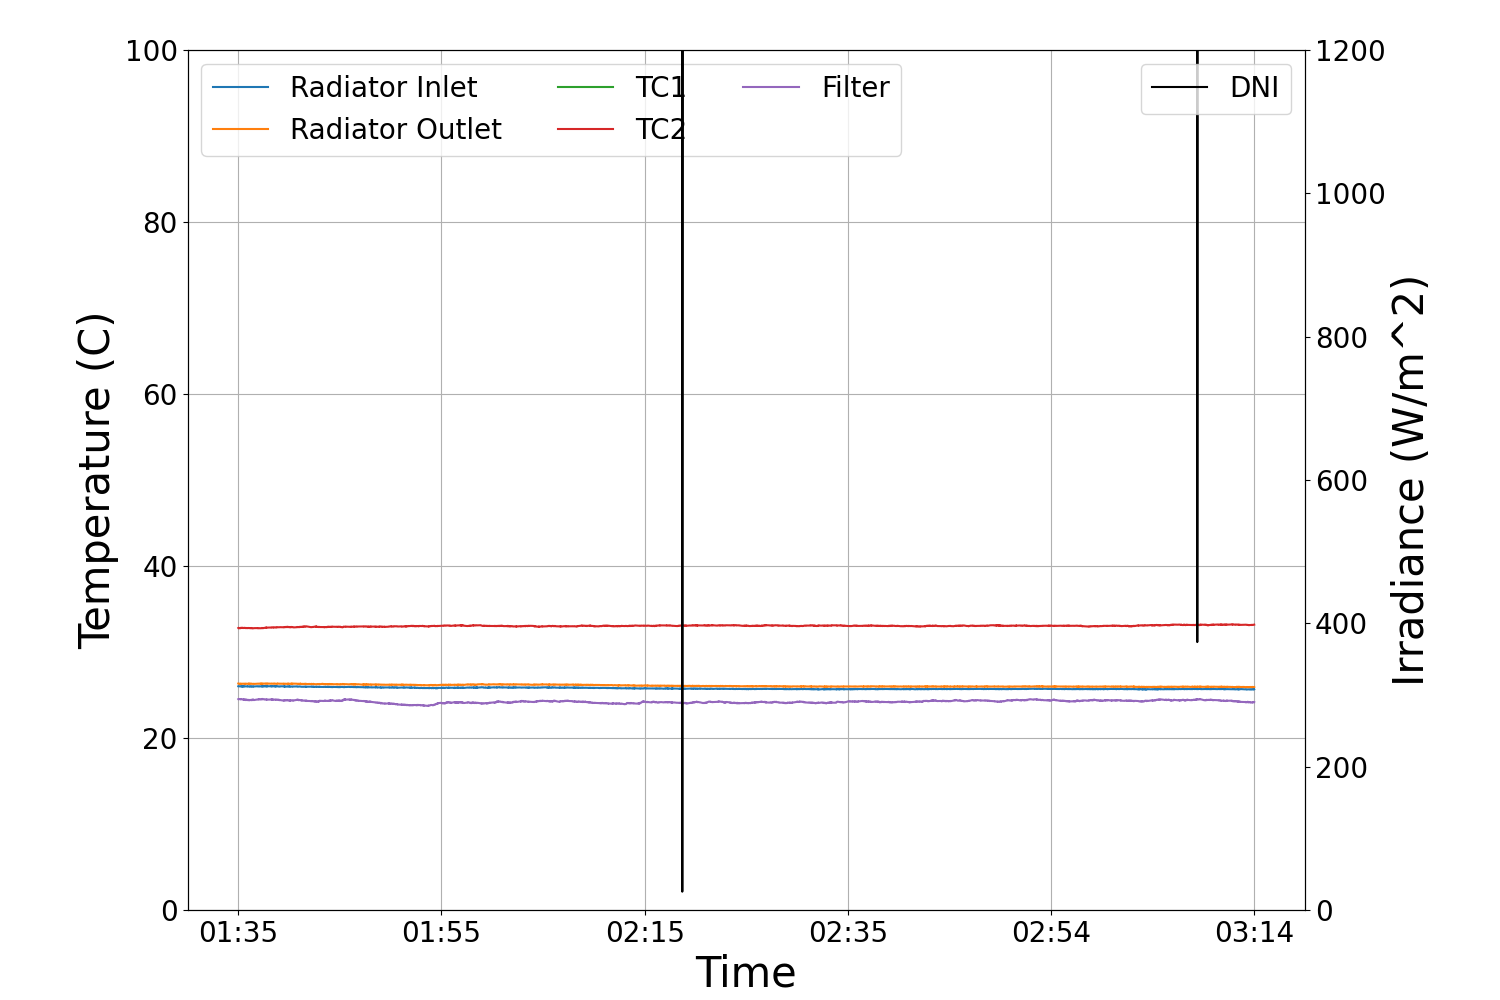 Radiator Inlet
Radiator Outlet
TC1
TC2
Filter
DNI
Temperature (C)
100
80
60
40
20
0
1200
1000
800
600
400
200
0
Irradiance (W/m^2)
01:35 01:55 02:15 02:35 02:54 03:14
Time